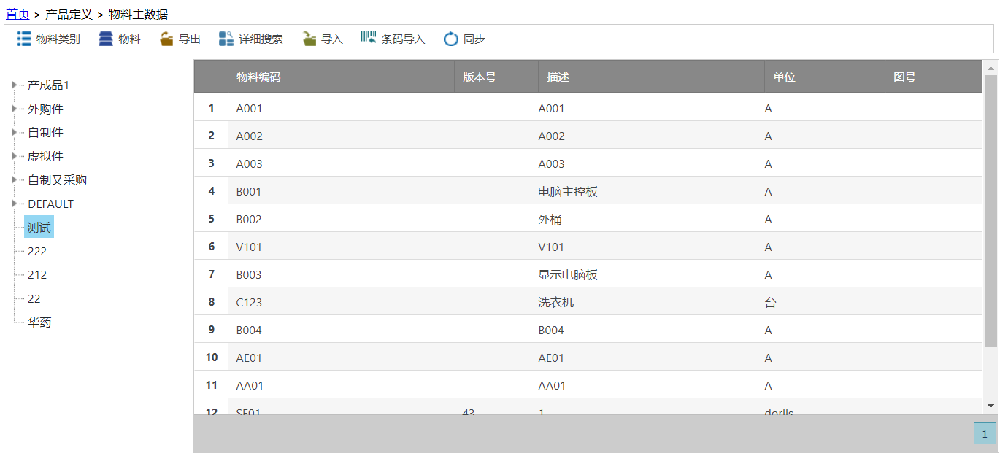 首页 > 产品定义 > 物料主数据
物料类别 物料 导出 详细搜索 导入 条码导入 同步
产成品1
外购件
自制件
虚拟件
自制又采购
DEFAULT
测试
222
212
22
华药
物料编码 版本号 描述 单位 图号
1 A001 A001 A
2 A002 A002 A
3 A003 A003 A
4 B001 电脑主控板 A
5 B002 外桶 A
6 V101 V101 A
7 B003 显示电脑板 A
8 C123 洗衣机 台
9 B004 B004 A
10 AE01 AE01 A
11 AA01 AA01 A
12 SE01 43 1 dorlls
1